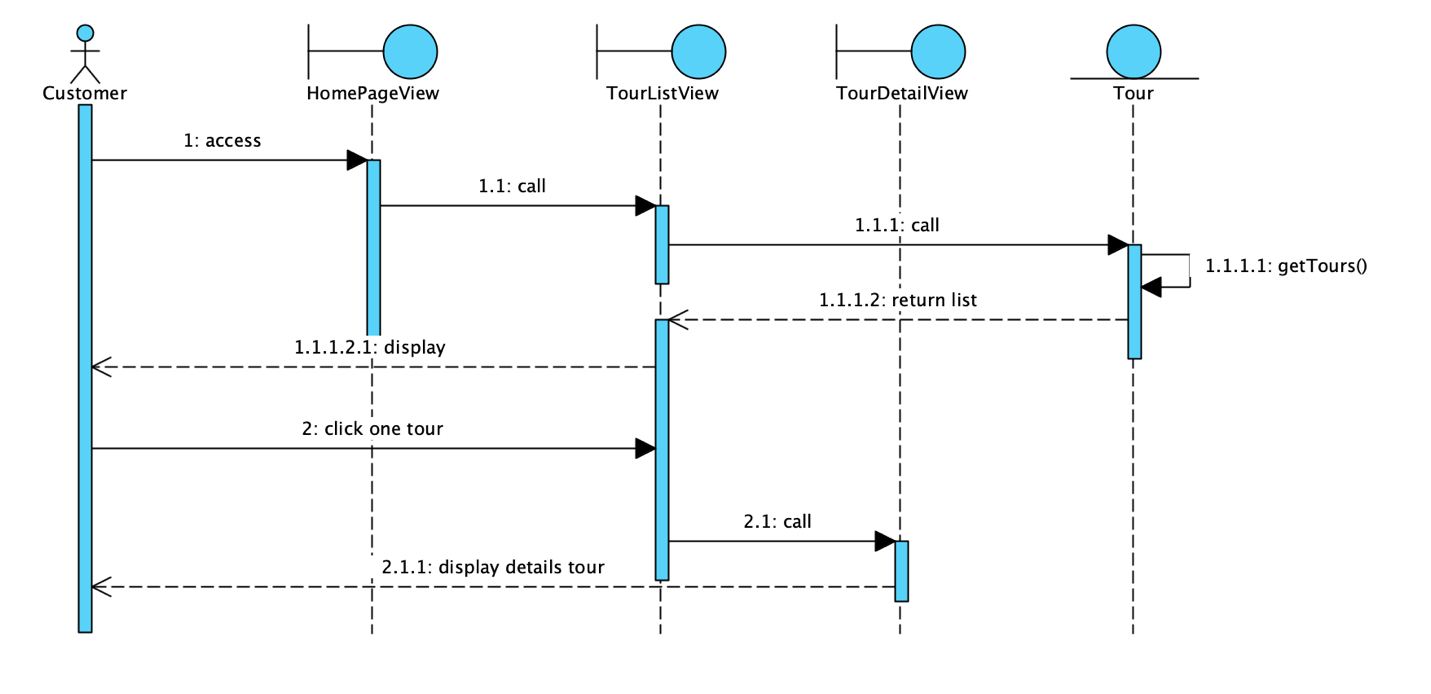 Customer
HomePageView
TourListView
TourDetailView
Tour
1: access
1.1: call
1.1.1: call
1.1.1.1: getTours()
1.1.1.2: return list
1.1.1.2.1: display
2: click one tour
2.1: call
2.1.1: display details tour